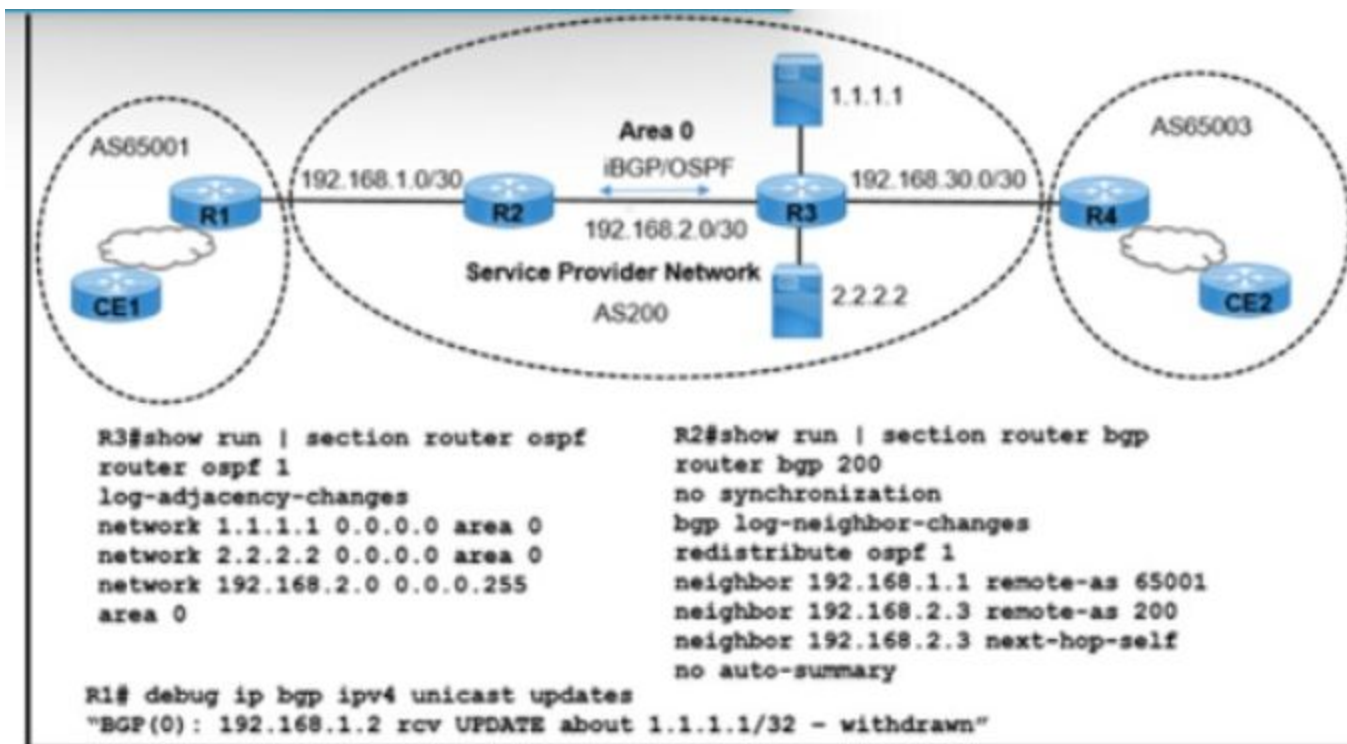 1.1.1.1
AS65001
Area 0
AS65003
iBGP/OSPF
192.168.1.0/30
192.168.30.0/30
R1
R2
R3
R4
192.168.2.0/30
Service Provider Network
CE1
2.2.2.2
CE2
AS200
R3#show run | section router ospf
router ospf 1
log-adjacency-changes
network 1.1.1.1 0.0.0.0 area 0
network 2.2.2.2 0.0.0.0 area 0
network 192.168.2.0 0.0.0.255
area 0
R2#show run | section router bgp
router bgp 200
no synchronization
bgp log-neighbor-changes
redistribute ospf 1
neighbor 192.168.1.1 remote-as 65001
neighbor 192.168.2.3 remote-as 200
neighbor 192.168.2.3 next-hop-self
no auto-summary
R1# debug ip bgp ipv4 unicast updates
“BGP(0): 192.168.1.2 rcv UPDATE about 1.1.1.1/32 – withdrawn”